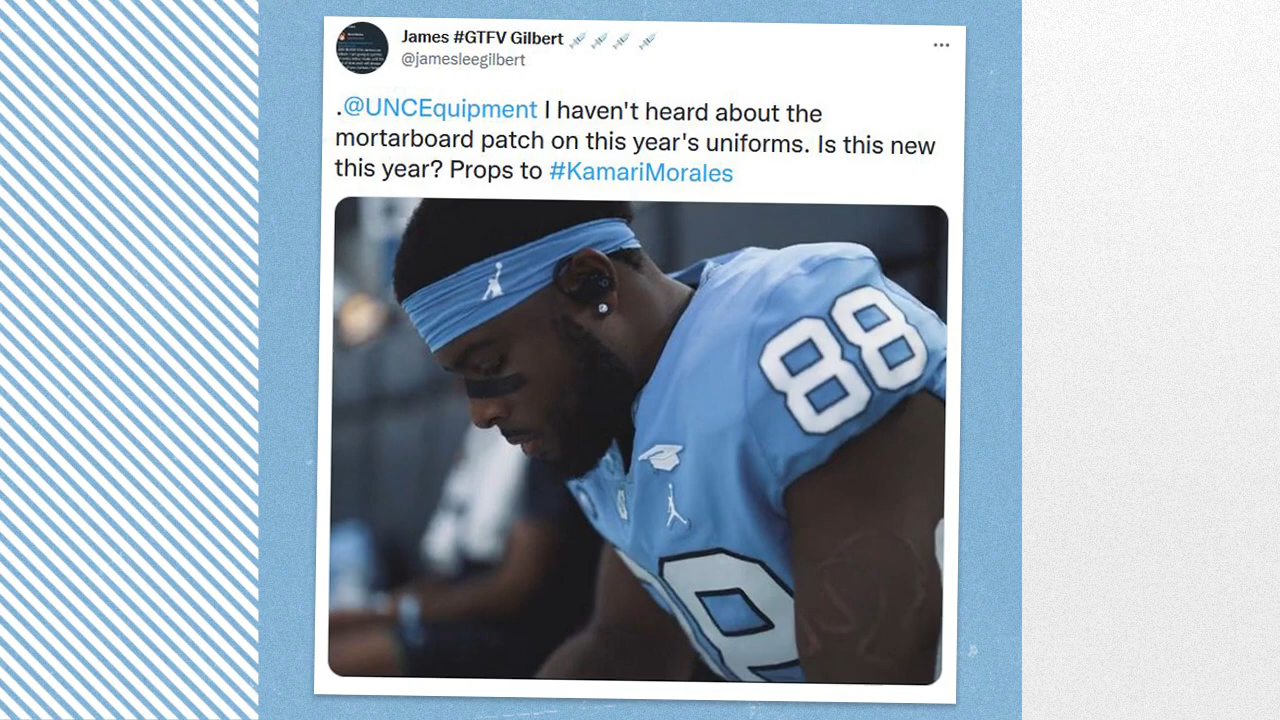 James #GTFV Gilbert
@jamesleegilbert
.@UNCEquipment I haven't heard about the
mortarboard patch on this year's uniforms. Is this new
this year? Props to #KamariMorales
88